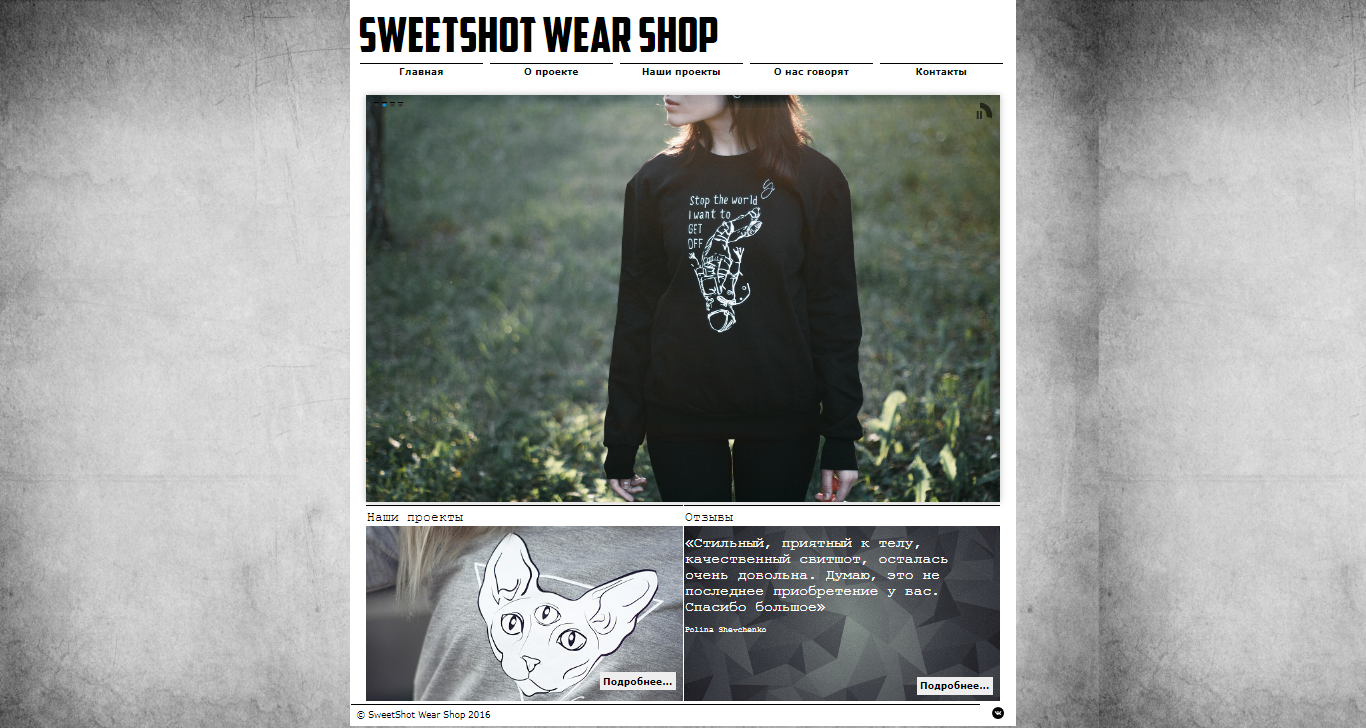 SWEETSHOT WEAR SHOP
Главная
О проекте
Наши проекты
О нас говорят
Контакты
Stop the world
I want to
GET
OFF
Наши проекты
Отзывы
«Стильный, приятный к телу,
качественный свитшот, осталась
очень довольна. Думаю, это не
последнее приобретение у вас.
Спасибо большое»
Polina Shevchenko
Подробнее...
Подробнее...
© SweetShot Wear Shop 2016